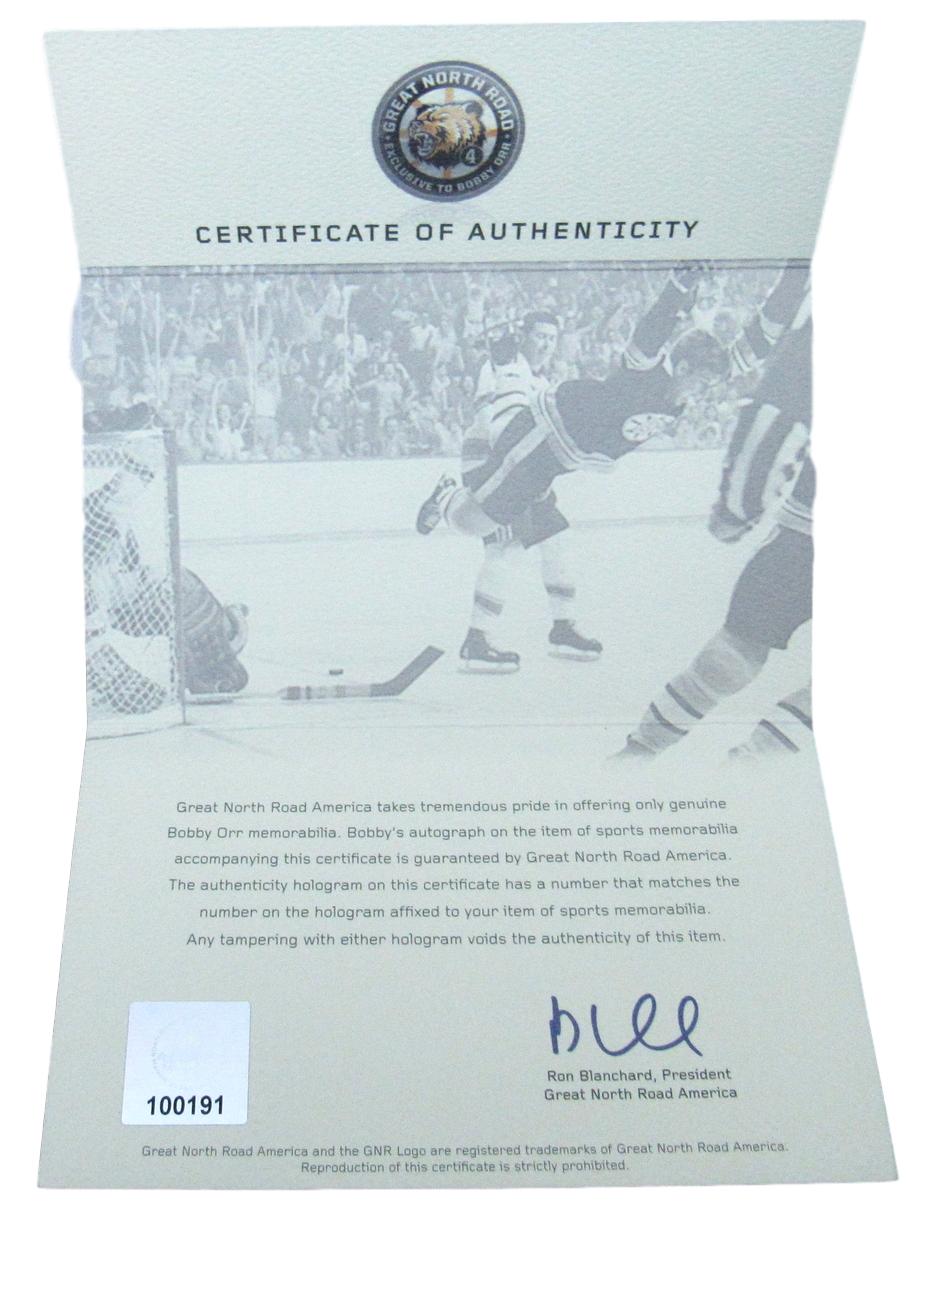 GREAT NORTH ROAD
4
EXCLUSIVE TO BOBBY ORR
CERTIFICATE OF AUTHENTICITY
Great North Road America takes tremendous pride in offering only genuine
Bobby Orr memorabilia. Bobby's autograph on the item of sports memorabilia
accompanying this certificate is guaranteed by Great North Road America.
The authenticity hologram on this certificate has a number that matches the
number on the hologram affixed to your item of sports memorabilia.
Any tampering with either hologram voids the authenticity of this item.
Ron Blanchard, President
Great North Road America
100191
Great North Road America and the GNR Logo are registered trademarks of Great North Road America.
Reproduction of this certificate is strictly prohibited.